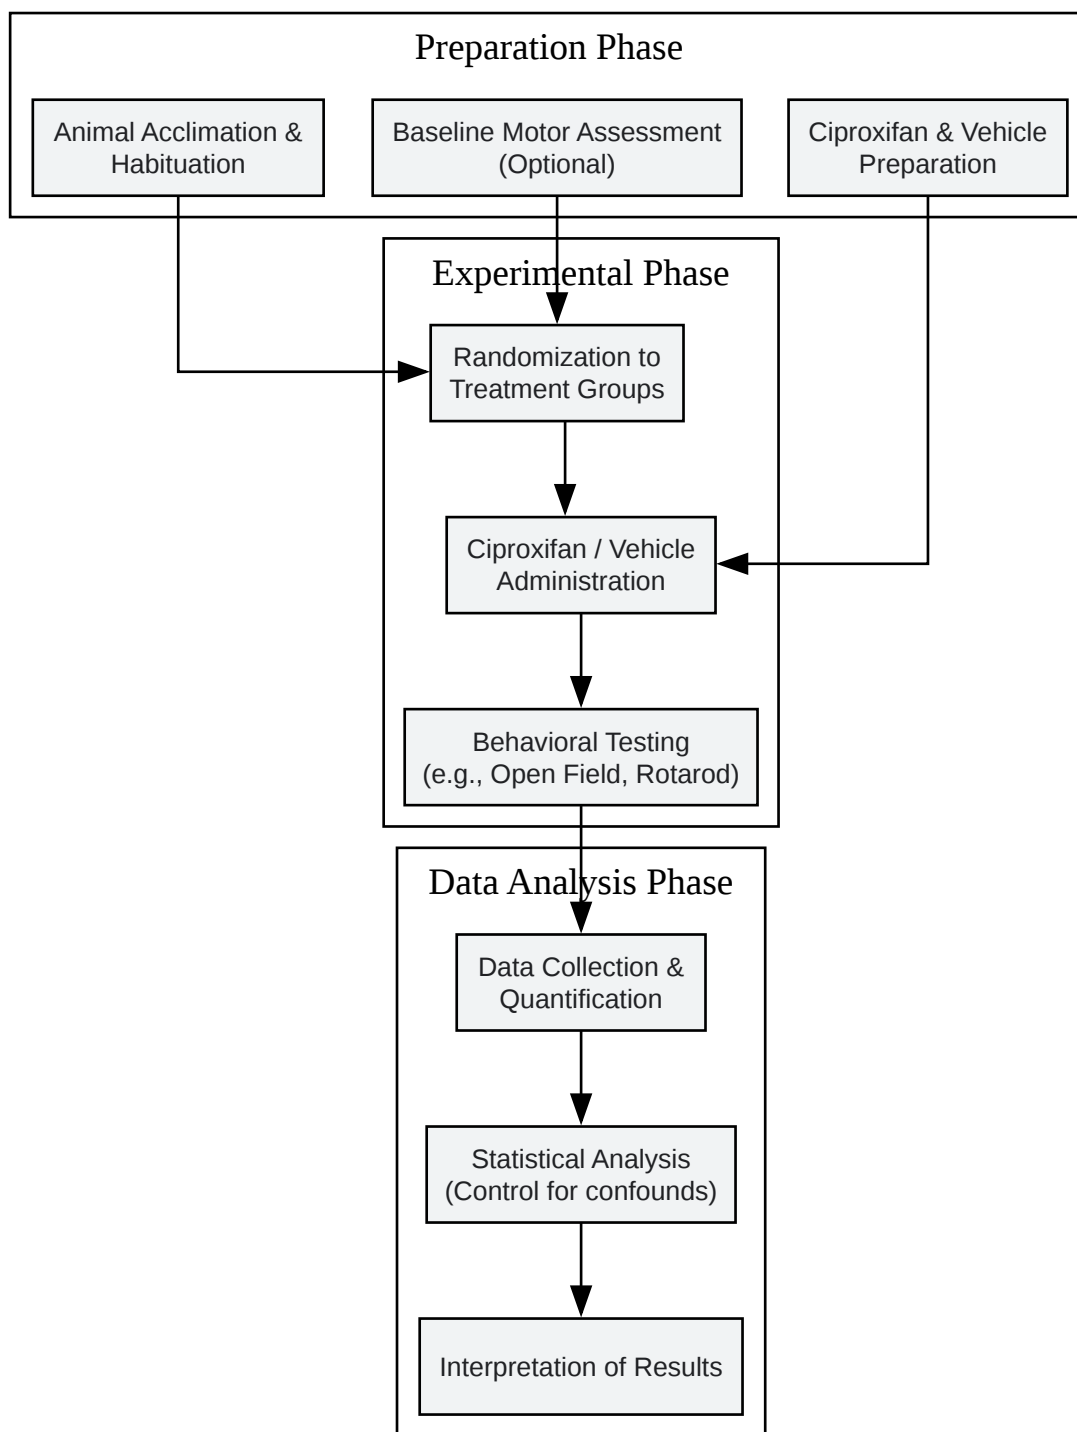 Preparation Phase
Animal Acclimation &
Habituation
Baseline Motor Assessment
(Optional)
Ciproxifan & Vehicle
Preparation
Experimental Phase
Randomization to
Treatment Groups
Ciproxifan / Vehicle
Administration
Behavioral Testing
(e.g., Open Field, Rotarod)
Data Analysis Phase
Data Collection &
Quantification
Statistical Analysis
(Control for confounds)
Interpretation of Results